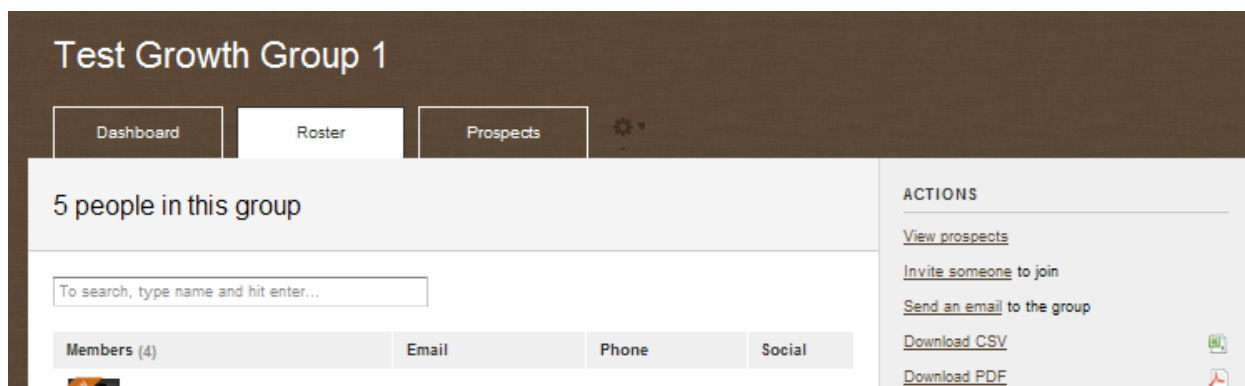 Test Growth Group 1
Dashboard Roster Prospects
5 people in this group
To search, type name and hit enter...
Members (4) Email Phone Social
ACTIONS
View prospects
Invite someone to join
Send an email to the group
Download CSV
Download PDF